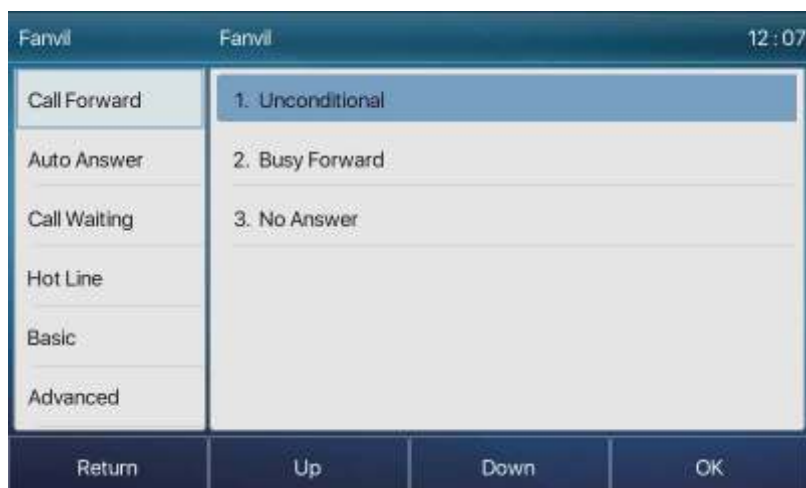 Fanvil Fanvil 12:07
Call Forward
Auto Answer
Call Waiting
Hot Line
Basic
Advanced
1. Unconditional
2. Busy Forward
3. No Answer
Return Up Down OK